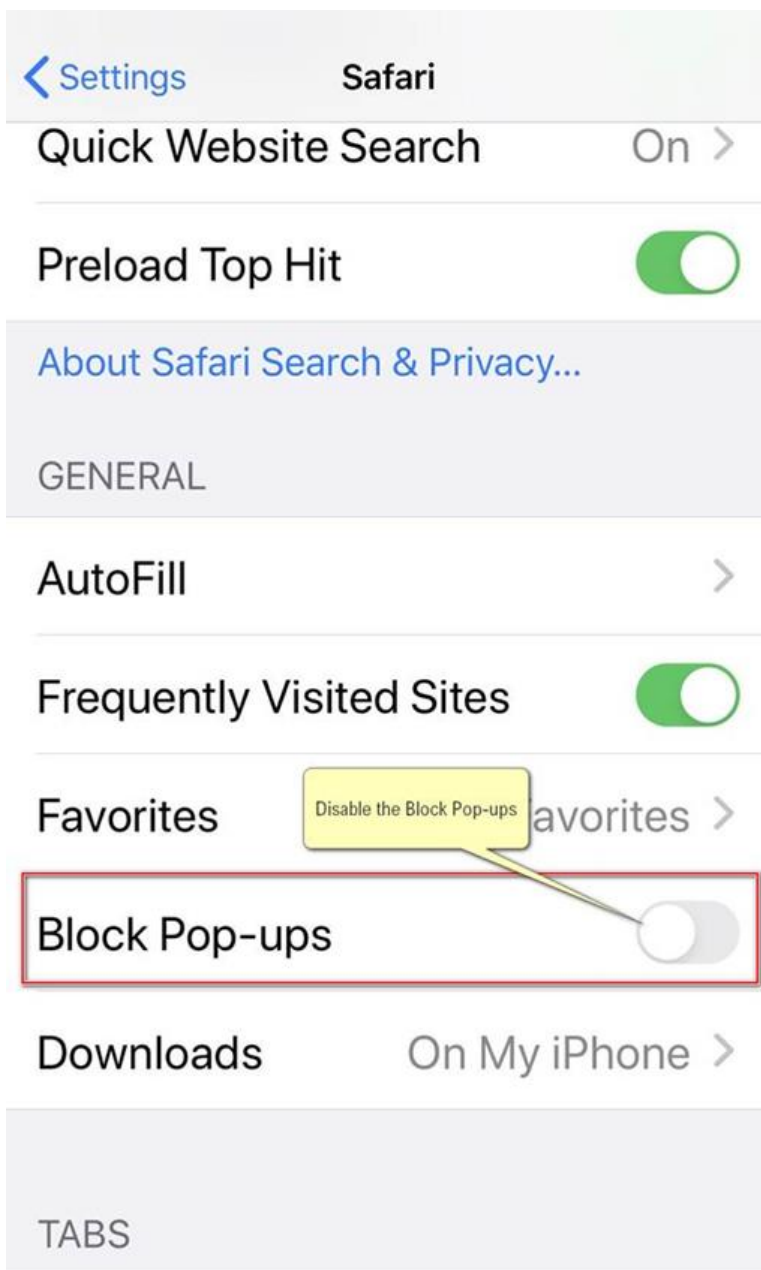 Settings Safari
Quick Website Search On
Preload Top Hit
About Safari Search & Privacy...
GENERAL
AutoFill
Frequently Visited Sites
Favorites Disable the Block Pop-ups avorites
Block Pop-ups
Downloads On My iPhone
TABS